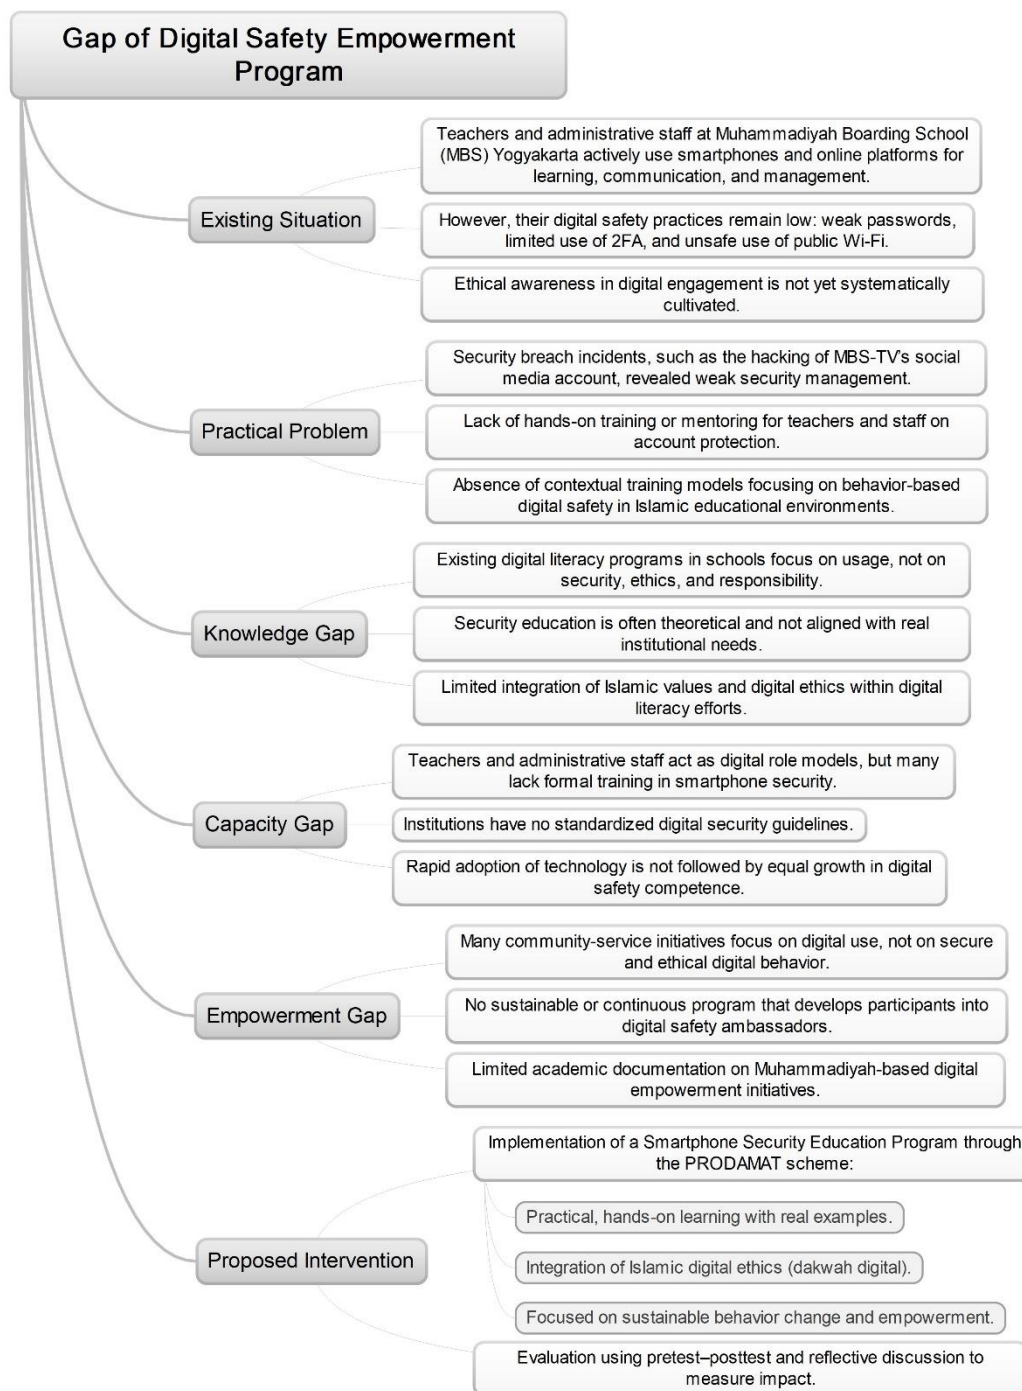 Gap of Digital Safety Empowerment
Program
Existing Situation
Teachers and administrative staff at Muhammadiyah Boarding School
(MBS) Yogyakarta actively use smartphones and online platforms for
learning, communication, and management.
However, their digital safety practices remain low: weak passwords,
limited use of 2FA, and unsafe use of public Wi-Fi.
Ethical awareness in digital engagement is not yet systematically
cultivated.
Practical Problem
Security breach incidents, such as the hacking of MBS-TV's social
media account, revealed weak security management.
Lack of hands-on training or mentoring for teachers and staff on
account protection.
Absence of contextual training models focusing on behavior-based
digital safety in Islamic educational environments.
Knowledge Gap
Existing digital literacy programs in schools focus on usage, not on
security, ethics, and responsibility.
Security education is often theoretical and not aligned with real
institutional needs.
Limited integration of Islamic values and digital ethics within digital
literacy efforts.
Capacity Gap
Teachers and administrative staff act as digital role models, but many
lack formal training in smartphone security.
Institutions have no standardized digital security guidelines.
Rapid adoption of technology is not followed by equal growth in digital
safety competence.
Empowerment Gap
Many community-service initiatives focus on digital use, not on secure
and ethical digital behavior.
No sustainable or continuous program that develops participants into
digital safety ambassadors.
Limited academic documentation on Muhammadiyah-based digital
empowerment initiatives.
Proposed Intervention
Implementation of a Smartphone Security Education Program through
the PRODAMAT scheme:
Practical, hands-on learning with real examples.
Integration of Islamic digital ethics (dakwah digital).
Focused on sustainable behavior change and empowerment.
Evaluation using pretest–posttest and reflective discussion to
measure impact.